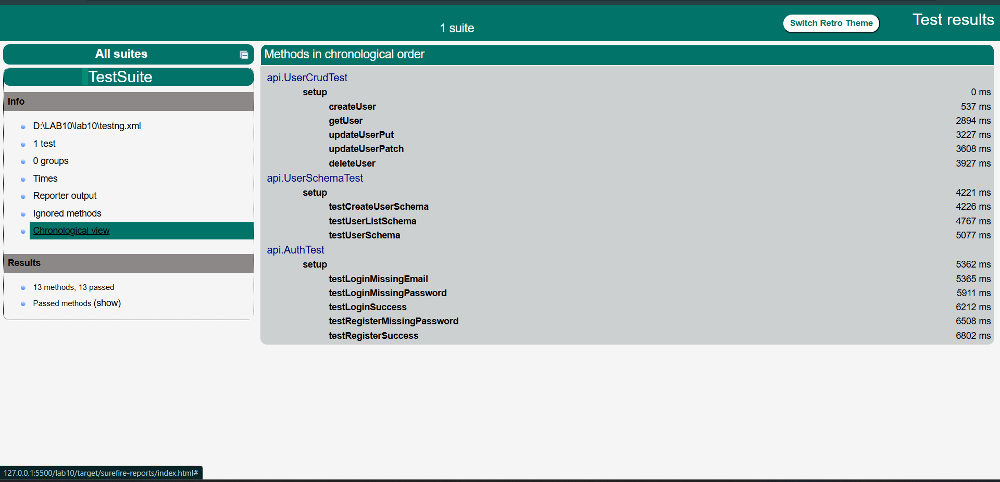 1 suite
Switch Retro Theme
Test results
All suites
TestSuite
Info
D:\LAB10\lab10\testng.xml
1 test
0 groups
Times
Reporter output
Ignored methods
Chronological view
Results
13 methods, 13 passed
Passed methods (show)
Methods in chronological order
api.UserCrudTest
setup 0 ms
createUser 537 ms
getUser 2894 ms
updateUserPut 3227 ms
updateUserPatch 3608 ms
deleteUser 3927 ms
api.UserSchemaTest
setup 4221 ms
testCreateUserSchema 4226 ms
testUserListSchema 4767 ms
testUserSchema 5077 ms
api.AuthTest
setup 5362 ms
testLoginMissingEmail 5365 ms
testLoginMissingPassword 5911 ms
testLoginSuccess 6212 ms
testRegisterMissingPassword 6508 ms
testRegisterSuccess 6802 ms
127.0.0.1:5500/lab10/target/surefire-reports/index.html#